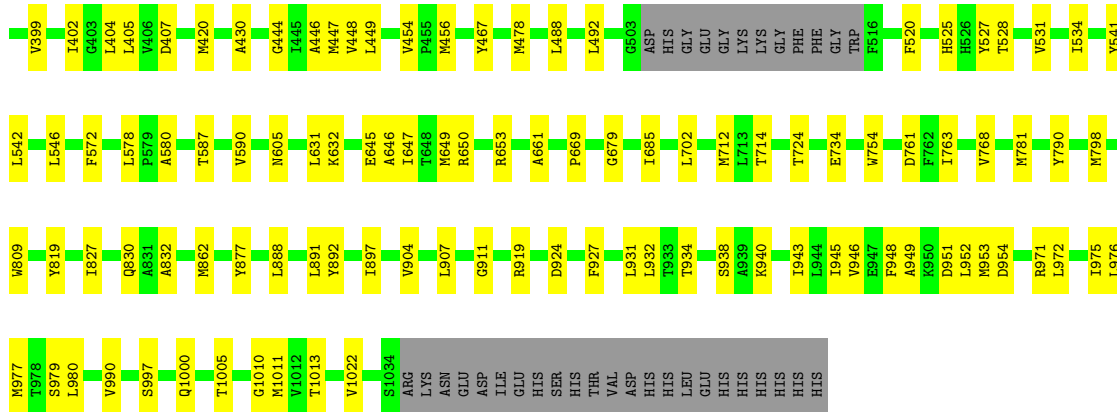 V399 I402 G403 L404 L405 V406 D407 M420 A430 G444 I445 A446 M447 V448 L449 V454 P455 M456 Y467 M478 L488 L492 G503 ASP HIS GLY GLU GLY LYS LYS GLY PHE PHE GLY TRP F516 F520 H525 H526 Y527 T528 V531 I534 Y541
L542 L546 F572 L578 P579 A580 T587 V590 N605 L631 K632 E645 A646 I647 T648 M649 R650 R653 A661 P669 G679 I685 L702 M712 L713 T714 T724 E734 W754 D761 F762 I763 V768 M781 Y790 M798
W809 Y819 I827 Q830 A831 A832 M862 Y877 L888 L891 Y892 I897 V904 L907 G911 R919 D924 F927 L931 L932 T933 T934 S938 A939 K940 I943 L944 I945 V946 E947 F948 A949 K950 D951 L952 M953 D954 R971 L972 I975 L976
M977 T978 S979 L980 V990 S997 Q1000 T1005 G1010 M1011 V1012 T1013 V1022 S1034 ARG LYS ASN GLU ASP ILE GLU HIS SER HIS THR VAL ASP HIS HIS LEU GLU HIS HIS HIS HIS HIS HIS